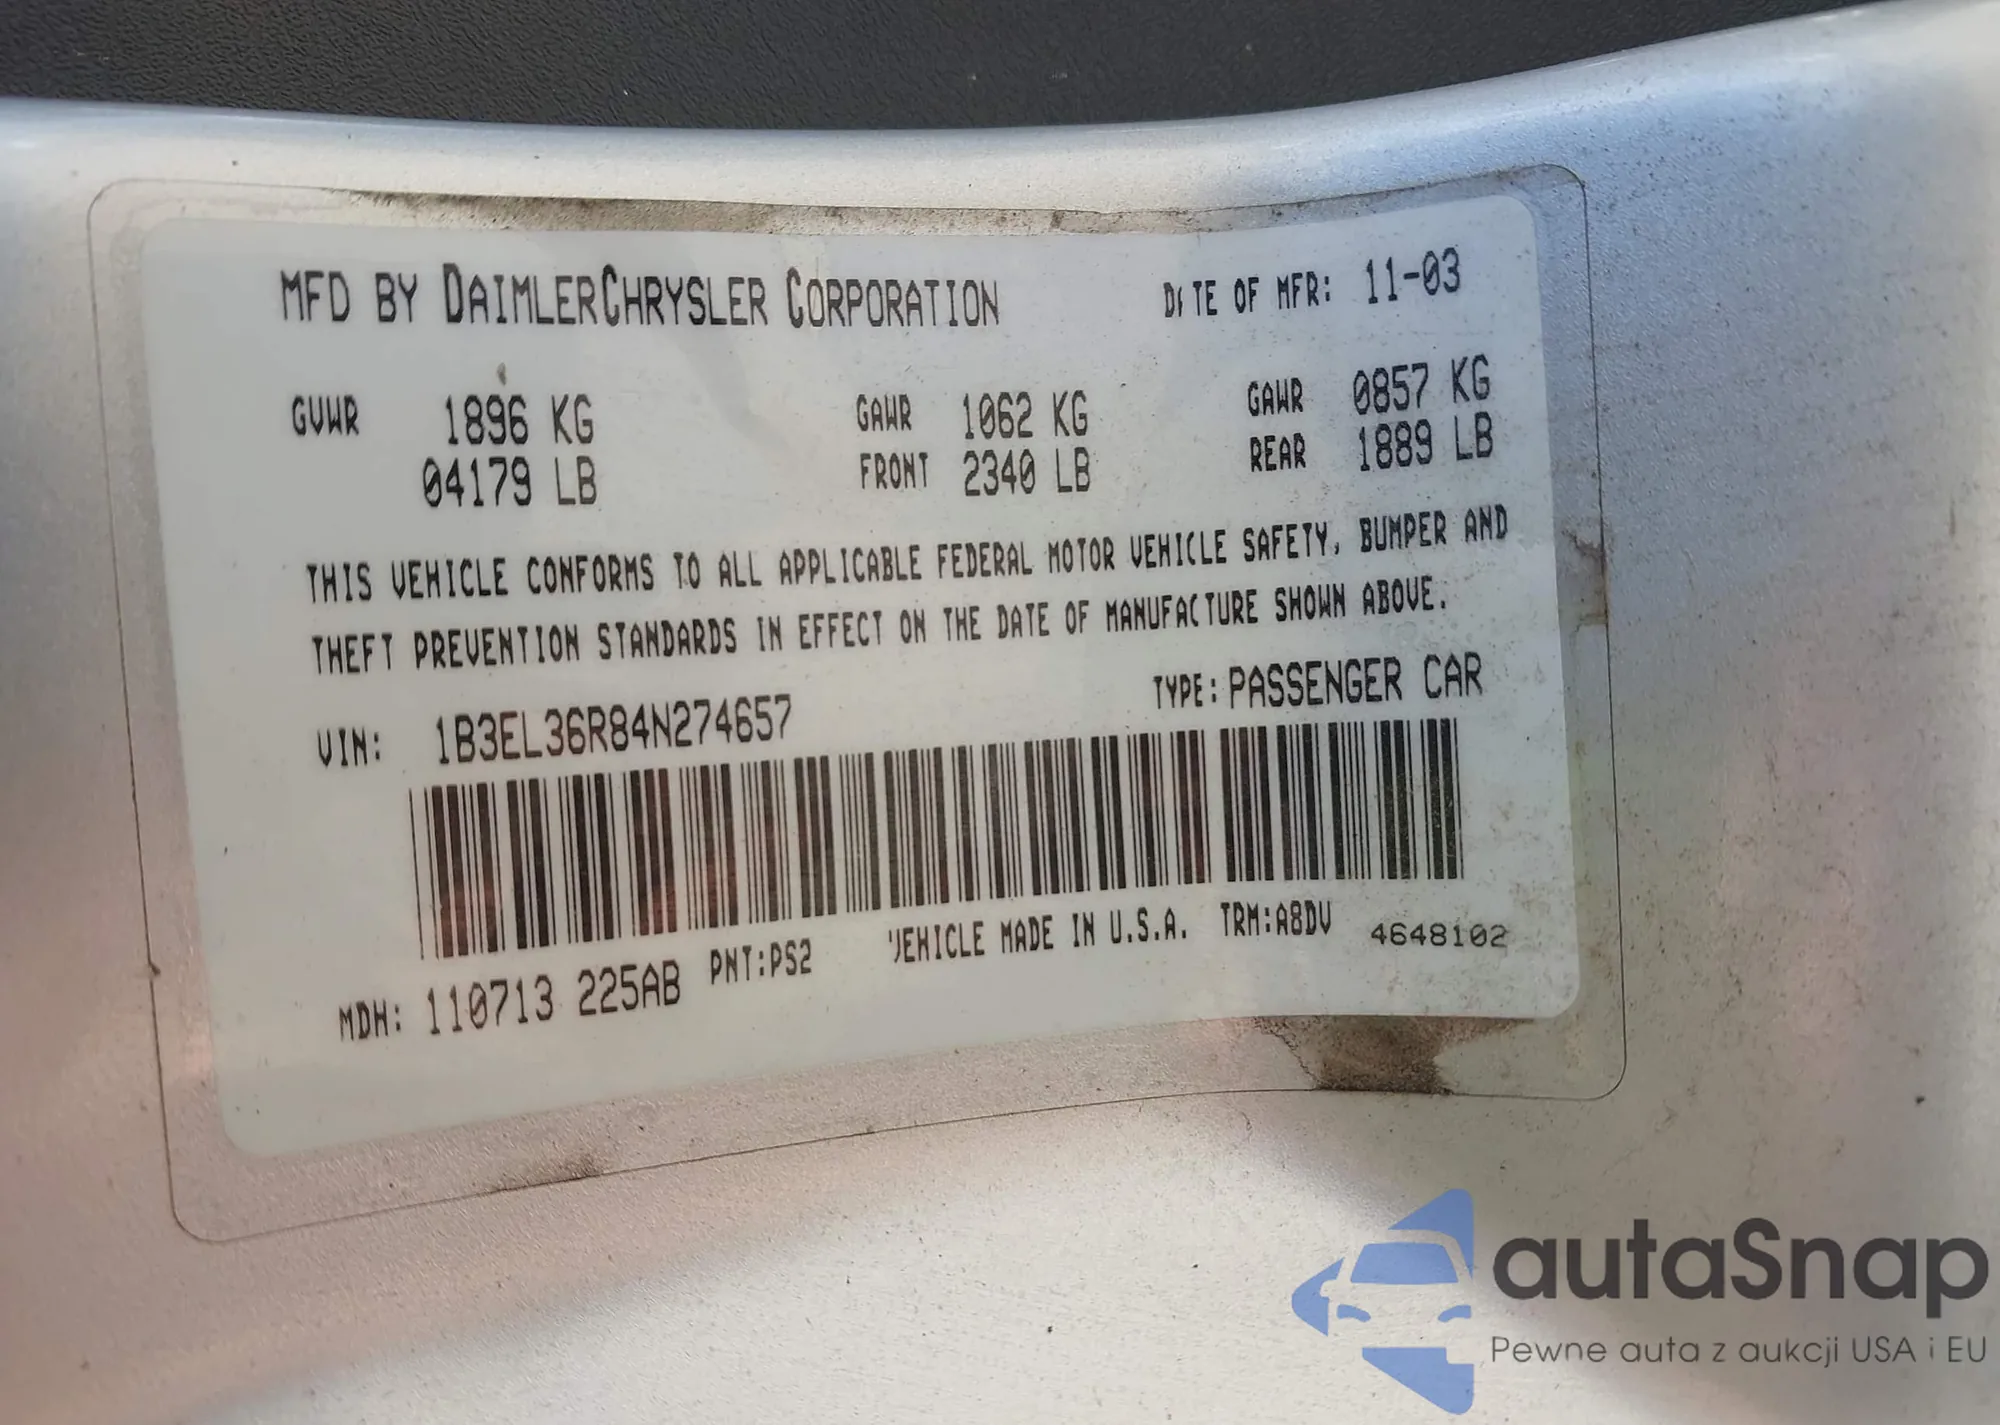 MFD BY DAIMLERCHRYSLER CORPORATION DATE OF MFR: 11-03
GVWR 1896 KG GAWR 1062 KG GAWR 0857 KG
04179 LB FRONT 2340 LB REAR 1889 LB
THIS VEHICLE CONFORMS TO ALL APPLICABLE FEDERAL MOTOR VEHICLE SAFETY, BUMPER AND
THEFT PREVENTION STANDARDS IN EFFECT ON THE DATE OF MANUFACTURE SHOWN ABOVE.
VIN: 1B3EL36R84N274657 TYPE: PASSENGER CAR
MDH: 110713 225AB PNT:PS2 VEHICLE MADE IN U.S.A. TRM:A8DV 4648102
autaSnap
Pewne auta z aukcji USA i EU